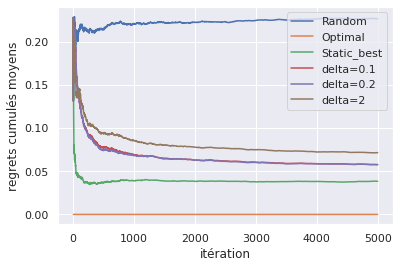 Random
Optimal
Static_best
delta=0.1
delta=0.2
delta=2
0.20
0.15
0.10
0.05
0.00
regrets cumulés moyens
0
1000
2000
3000
4000
5000
itération